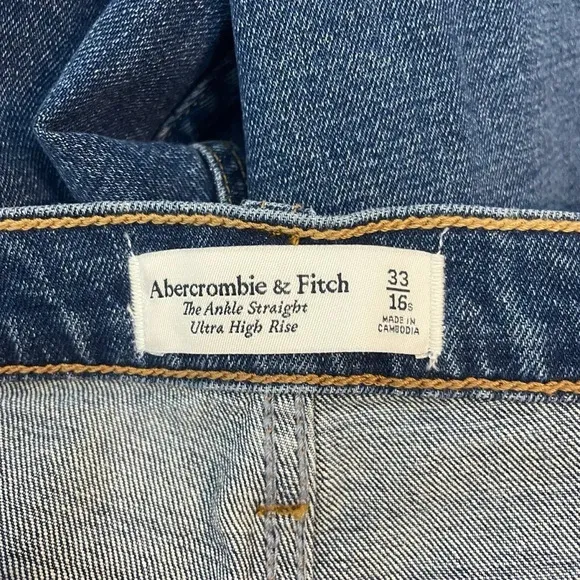 Abercrombie & Fitch
The Ankle Straight
Ultra High Rise
33
16s
MADE IN
CAMBODIA